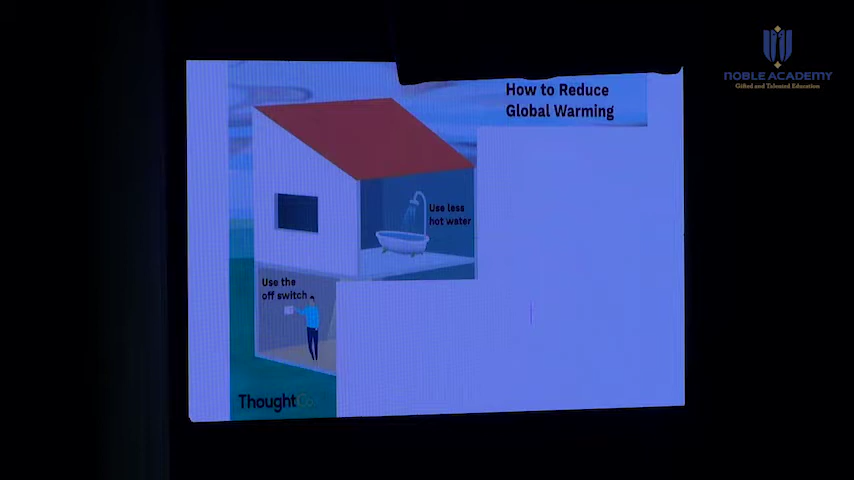 NOBLE ACADEMY
Gifted and Talented Education
How to Reduce
Global Warming
Use less
hot water
Use the
off switch
ThoughtCo.